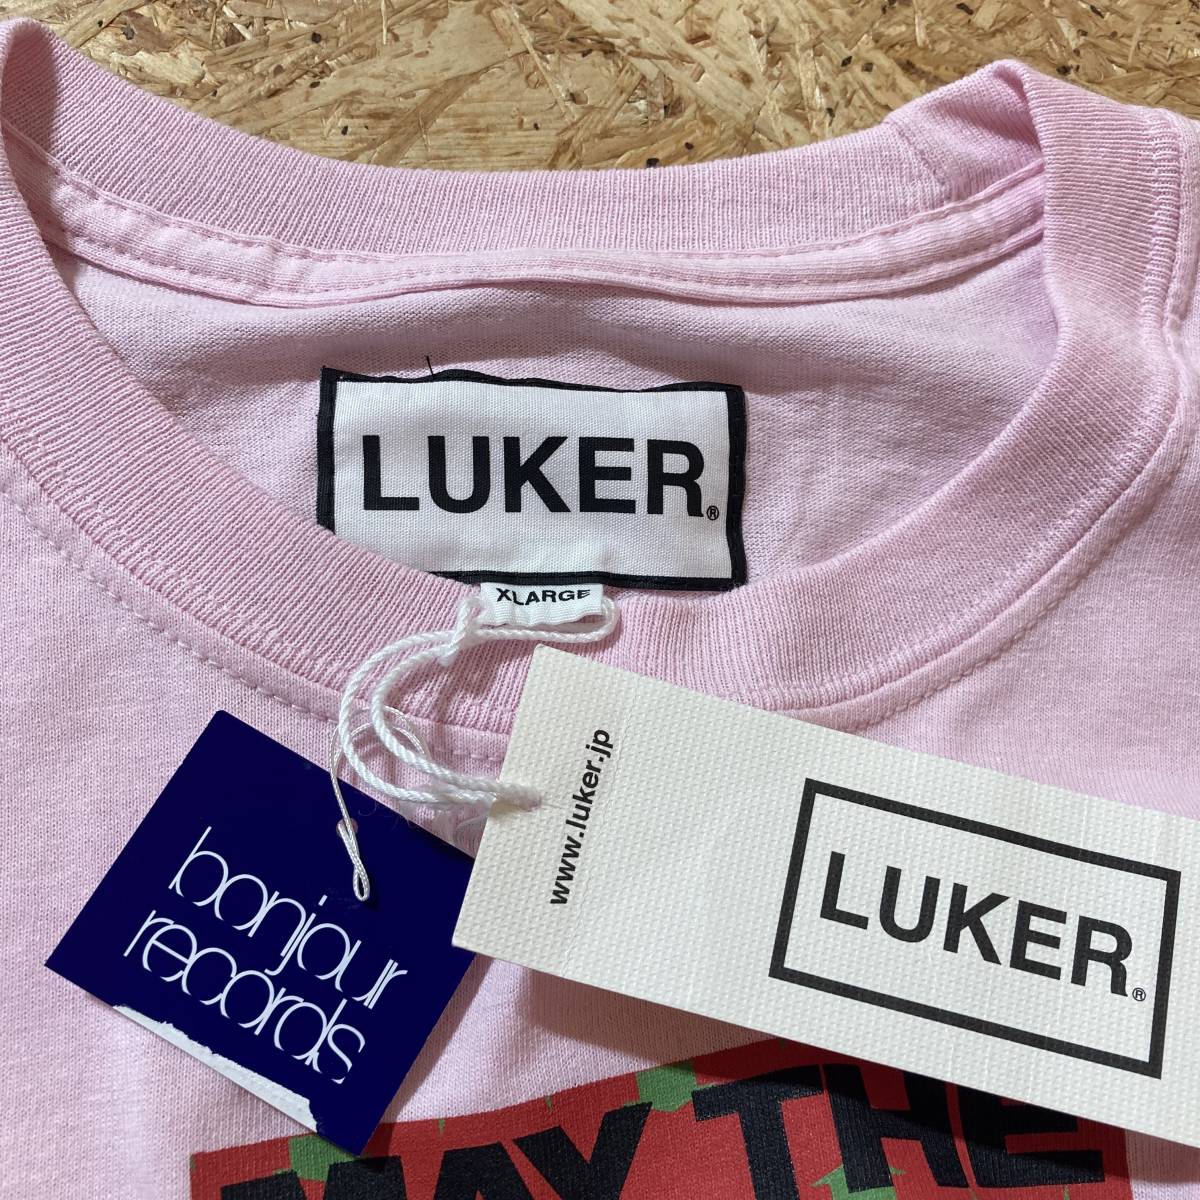 LUKER®
XLARGE
www.luker.jp
LUKER®
bonjour
records
MAY THE